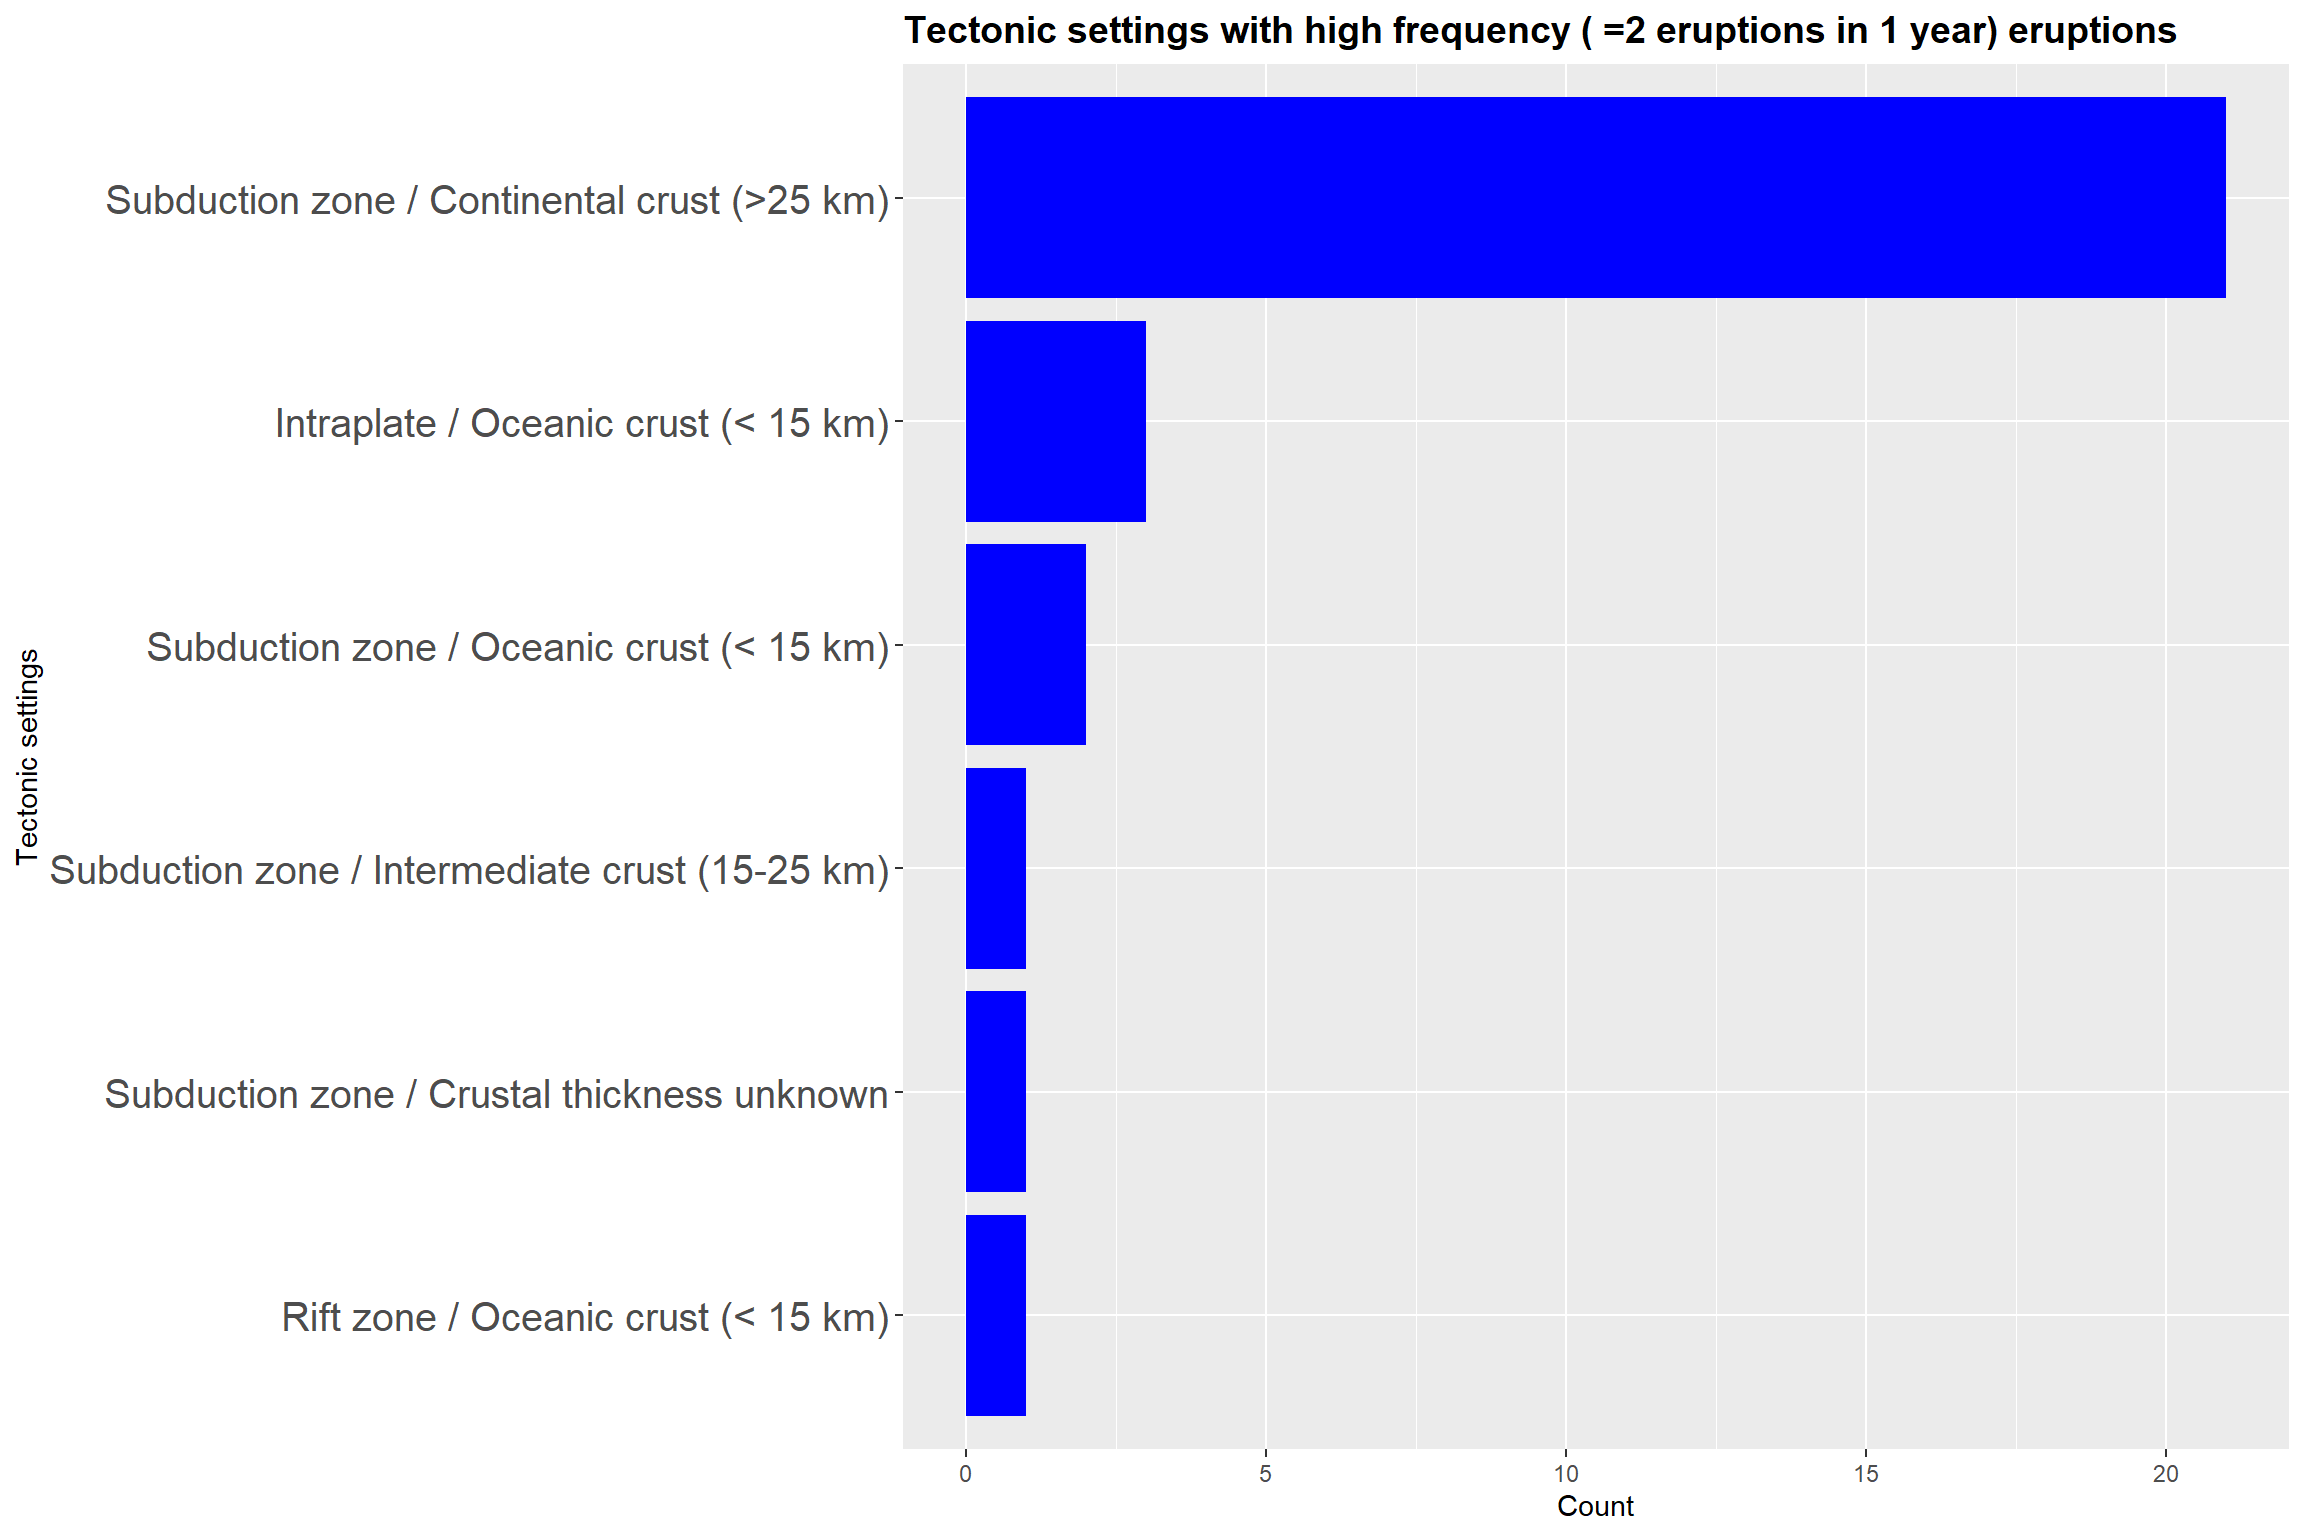 Tectonic settings with high frequency ( =2 eruptions in 1 year) eruptions
Subduction zone / Continental crust (>25 km)
Intraplate / Oceanic crust (< 15 km)
Subduction zone / Oceanic crust (< 15 km)
Subduction zone / Intermediate crust (15-25 km)
Subduction zone / Crustal thickness unknown
Rift zone / Oceanic crust (< 15 km)
Tectonic settings
0 5 10 15 20
Count